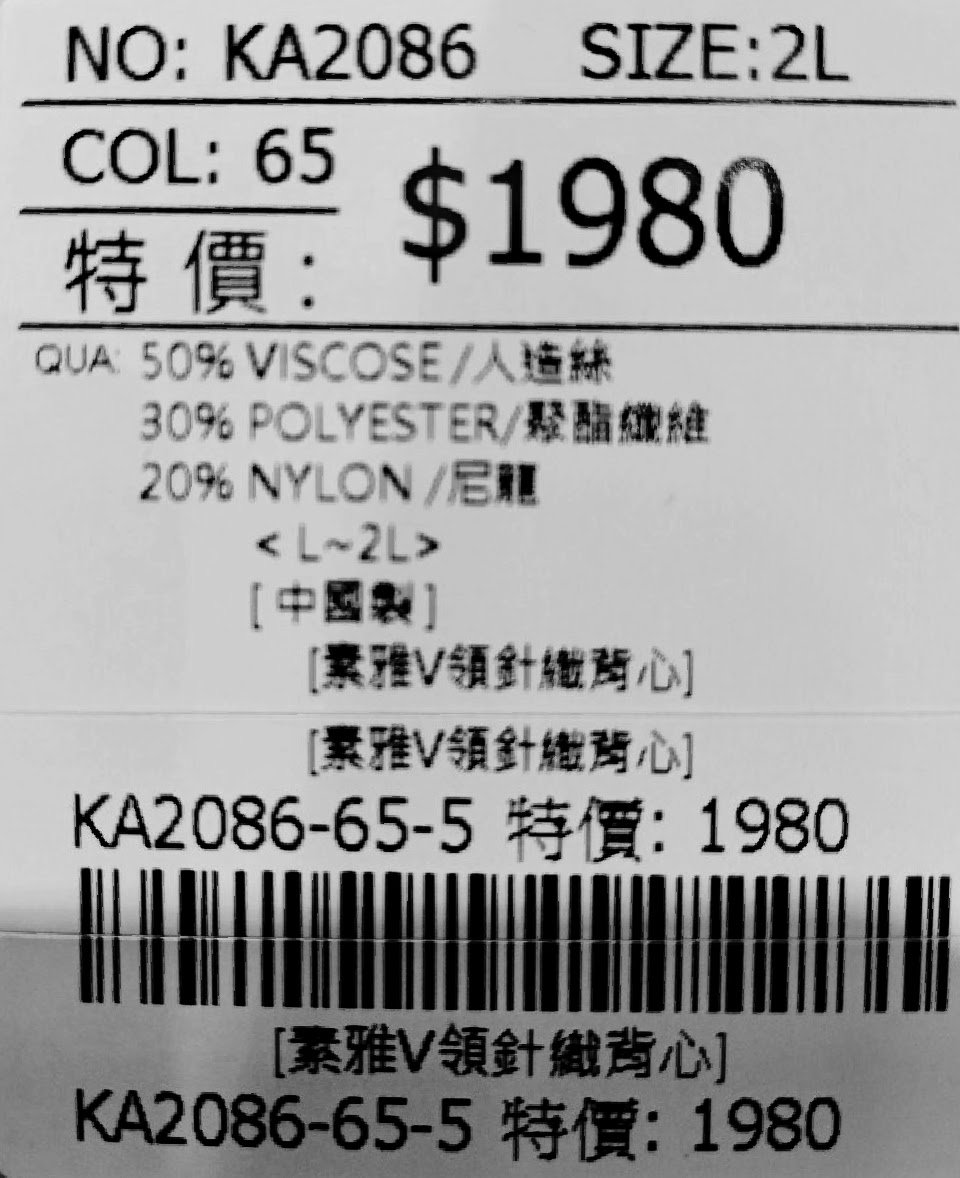 NO: KA2086 SIZE:2L
COL: 65
$1980
特價:
QUA: 50% VISCOSE/人造絲
30% POLYESTER/聚酯纖維
20% NYLON/尼龍
< L~2L>
[中國製]
[素雅V領針織背心]
[素雅V領針織背心]
KA2086-65-5 特價: 1980
[素雅V領針織背心]
KA2086-65-5 特價: 1980